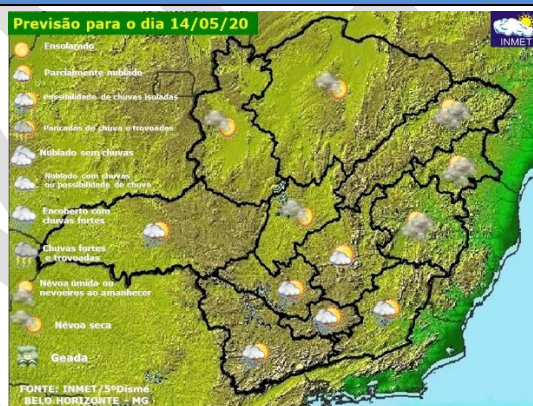 Previsão para o dia 14/05/20
INMET
Ensolarado
Parcialmente nublado
Possibilidade de chuvas isoladas
Pancadas de chuva e trovoadas
Nublado sem chuvas
Nublado com chuvas
ou possibilidade de chuva
Encoberto com
chuvas fortes
Chuvas fortes
e trovoadas
Névoa úmida ou
nevoeiros ao amanhecer
Névoa seca
Geada
FONTE: INMET/5ºDisme
BELO HORIZONTE - MG